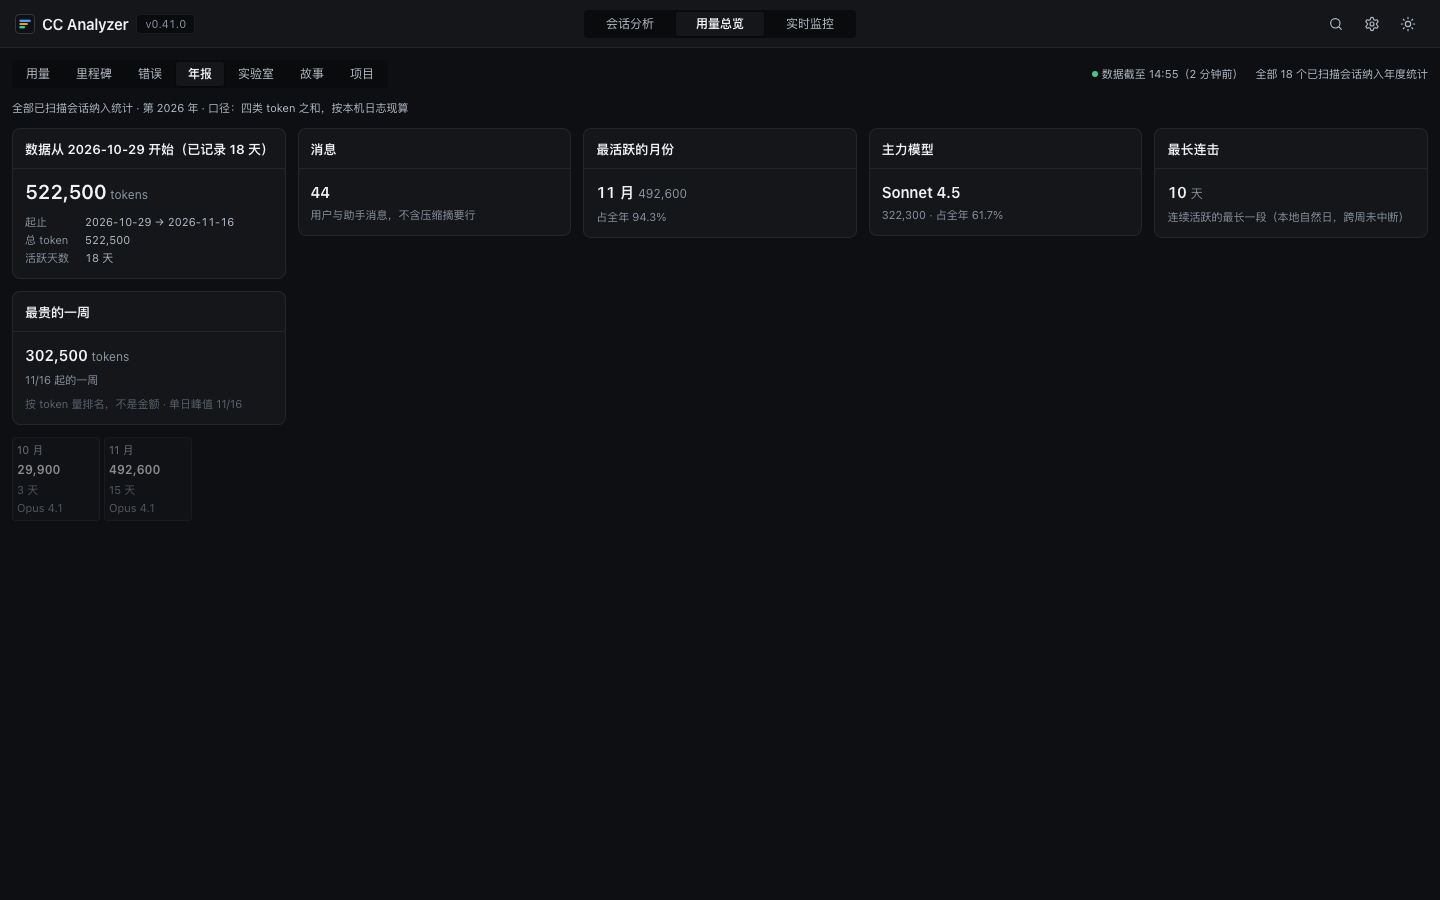 CC Analyzer v0.41.0
会话分析 用量总览 实时监控
用量 里程碑 错误 年报 实验室 故事 项目
数据截至 14:55（2 分钟前） 全部 18 个已扫描会话纳入年度统计
全部已扫描会话纳入统计 · 第 2026 年 · 口径：四类 token 之和，按本机日志现算
数据从 2026-10-29 开始（已记录 18 天）
522,500 tokens
起止 2026-10-29 → 2026-11-16
总 token 522,500
活跃天数 18 天
消息
44
用户与助手消息，不含压缩摘要行
最活跃的月份
11 月 492,600
占全年 94.3%
主力模型
Sonnet 4.5
322,300 · 占全年 61.7%
最长连击
10 天
连续活跃的最长一段（本地自然日，跨周未中断）
最贵的一周
302,500 tokens
11/16 起的一周
按 token 量排名，不是金额 · 单日峰值 11/16
10 月
29,900
3 天
Opus 4.1
11 月
492,600
15 天
Opus 4.1